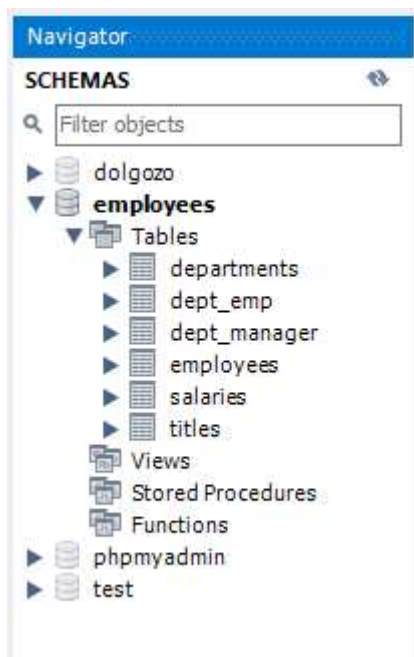 Navigator
SCHEMAS
Filter objects
dolgozo
employees
Tables
departments
dept_emp
dept_manager
employees
salaries
titles
Views
Stored Procedures
Functions
phpmyadmin
test